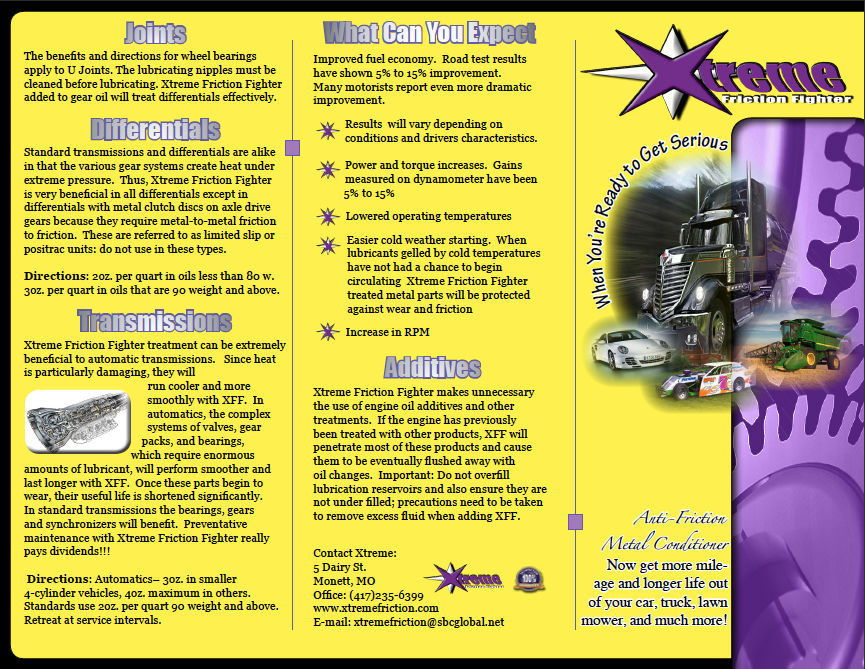 Joints
The benefits and directions for wheel bearings
apply to U Joints. The lubricating nipples must be
cleaned before lubricating. Xtreme Friction Fighter
added to gear oil will treat differentials effectively.
Differentials
Standard transmissions and differentials are alike
in that the various gear systems create heat under
extreme pressure. Thus, Xtreme Friction Fighter
is very beneficial in all differentials except in
differentials with metal clutch discs on axle drive
gears because they require metal-to-metal friction
to friction. These are referred to as limited slip or
positrac units: do not use in these types.
Directions: 2oz. per quart in oils less than 80 w.
3oz. per quart in oils that are 90 weight and above.
Transmissions
Xtreme Friction Fighter treatment can be extremely
beneficial to automatic transmissions. Since heat
is particularly damaging, they will
run cooler and more
smoothly with XFF. In
automatics, the complex
systems of valves, gear
packs, and bearings,
which require enormous
amounts of lubricant, will perform smoother and
last longer with XFF. Once these parts begin to
wear, their useful life is shortened significantly.
In standard transmissions the bearings, gears
and synchronizers will benefit. Preventative
maintenance with Xtreme Friction Fighter really
pays dividends!!!
Directions: Automatics– 3oz. in smaller
4-cylinder vehicles, 4oz. maximum in others.
Standards use 2oz. per quart 90 weight and above.
Retreat at service intervals.
What Can You Expect
Improved fuel economy. Road test results
have shown 5% to 15% improvement.
Many motorists report even more dramatic
improvement.
Results will vary depending on
conditions and drivers characteristics.
Power and torque increases. Gains
measured on dynamometer have been
5% to 15%
Lowered operating temperatures
Easier cold weather starting. When
lubricants gelled by cold temperatures
have not had a chance to begin
circulating Xtreme Friction Fighter
treated metal parts will be protected
against wear and friction
Increase in RPM
Additives
Xtreme Friction Fighter makes unnecessary
the use of engine oil additives and other
treatments. If the engine has previously
been treated with other products, XFF will
penetrate most of these products and cause
them to be eventually flushed away with
oil changes. Important: Do not overfill
lubrication reservoirs and also ensure they are
not under filled; precautions need to be taken
to remove excess fluid when adding XFF.
Contact Xtreme:
5 Dairy St.
Monett, MO
Office: (417)235-6399
www.xtremefriction.com
E-mail: xtremefriction@sbcglobal.net
Xtreme
100%
Xtreme
Friction Fighter
When You're Ready to Get Serious
Anti-Friction
Metal Conditioner
Now get more mile-
age and longer life out
of your car, truck, lawn
mower, and much more!